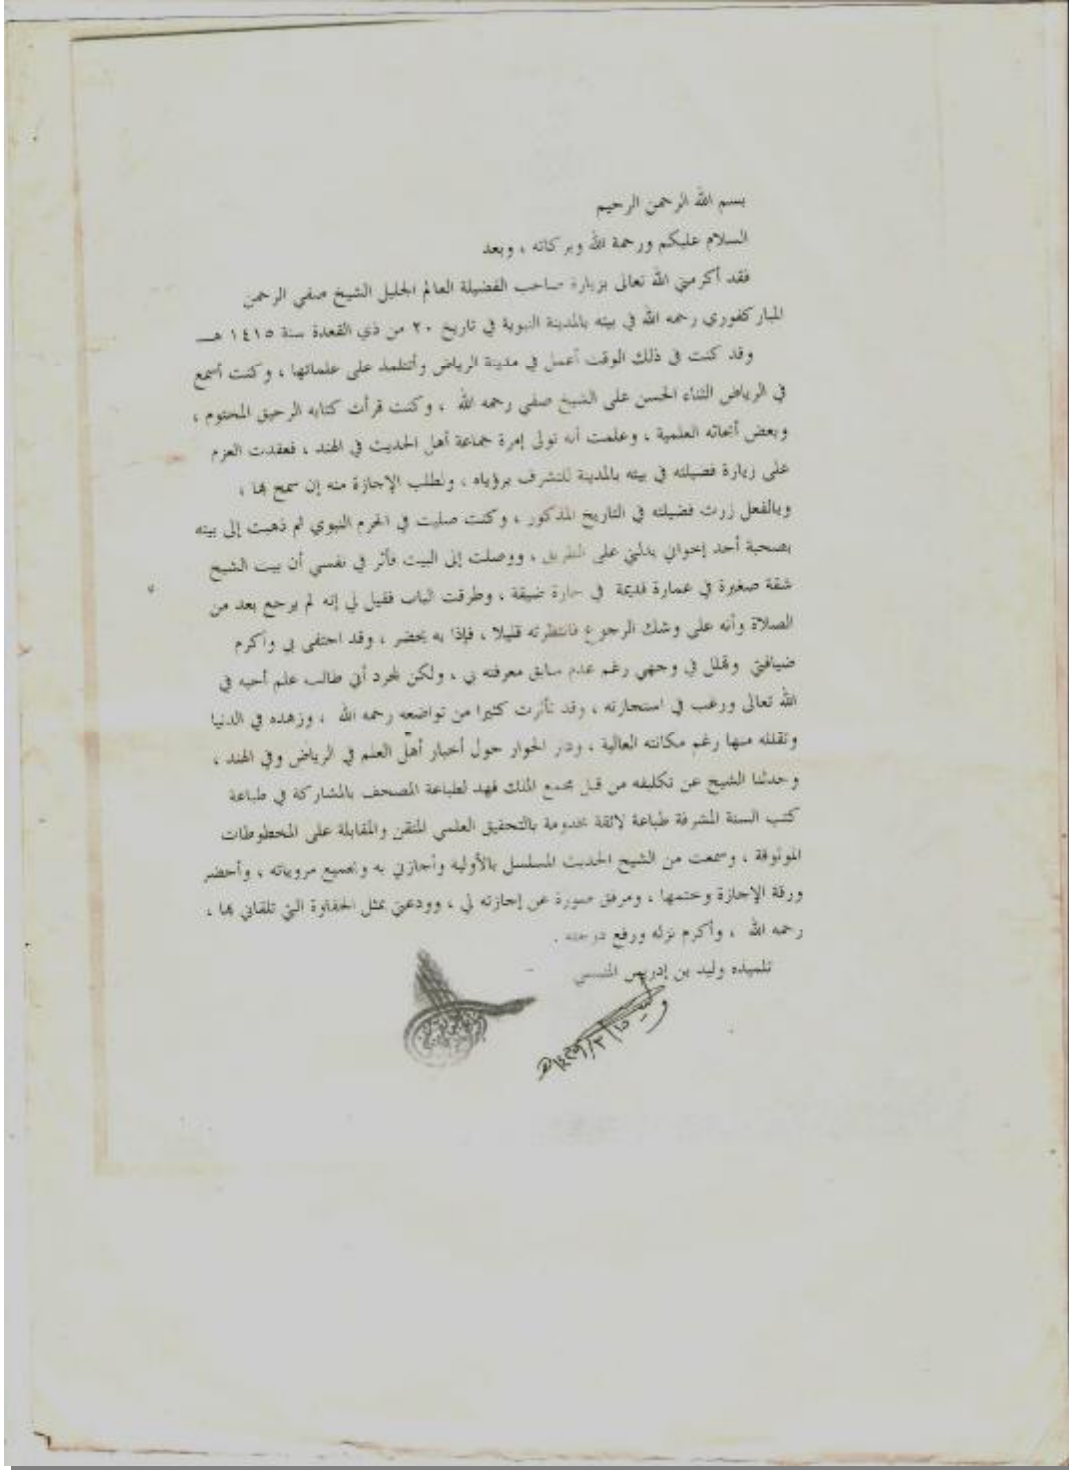 بسم الله الرحمن الرحيم
السلام عليكم ورحمة الله وبركاته ، وبعد
فقد أكرمني الله تعالى بزيارة صاحب الفضيلة العالم الجليل الشيخ صفي الرحمن
المباركفوري رحمه الله في بيته بالمدينة النبوية في تاريخ ٢٠ من ذي القعدة سنة ١٤١٥ هـــ
وقد كنت في ذلك الوقت أعمل في مدينة الرياض وأتتلمذ على علمائها ، وكنت أسمع
في الرياض الثناء الحسن على الشيخ صفي رحمه الله ، وكنت قرأت كتابه الرحيق المختوم ،
وبعض أبحاثه العلمية ، وعلمت أنه تولى إمرة جماعة أهل الحديث في الهند ، فعقدت العزم
على زيارة فضيلته في بيته بالمدينة للتشرف برؤياه ، ولطلب الإجازة منه إن سمح بها ،
وبالفعل زرت فضيلته في التاريخ المذكور ، وكنت صليت في الحرم النبوي ثم ذهبت إلى بيته
بصحبة أحد إخواني يدلني على الطريق ، ووصلت إلى البيت فأثر في نفسي أن بيت الشيخ
شقة صغيرة في عمارة قديمة في حارة ضيقة ، وطرقت الباب فقيل لي إنه لم يرجع بعد من
الصلاة وأنه على وشك الرجوع فانتظرته قليلا ، فإذا به يحضر ، وقد احتفى بي وأكرم
ضيافتي وتهلل في وجهي رغم عدم سابق معرفته بي ، ولكن لمجرد أني طالب علم أحبه في
الله تعالى ورغب في استجازته ، وقد تأثرت كثيرا من تواضعه رحمه الله ، وزهده في الدنيا
وتقلله منها رغم مكانته العالية ، ودار الحوار حول أخبار أهل العلم في الرياض وفي الهند ،
وحدثنا الشيخ عن تكليفه من قبل مجمع الملك فهد لطباعة المصحف بالمشاركة في طباعة
كتب السنة المشرفة طباعة لائقة مخدومة بالتحقيق العلمي المتقن والمقابلة على المخطوطات
الموثوقة ، وسمعت من الشيخ الحديث المسلسل بالأولية وأجازني به وبجميع مروياته ، وأحضر
ورقة الإجازة وختمها ، ومرفق صورة عن إجازته لي ، وودعني بمثل الحفاوة التي تلقاني بها ،
رحمه الله ، وأكرم نزله ورفع درجته .
تلميذه وليد بن إدريس المنيسي